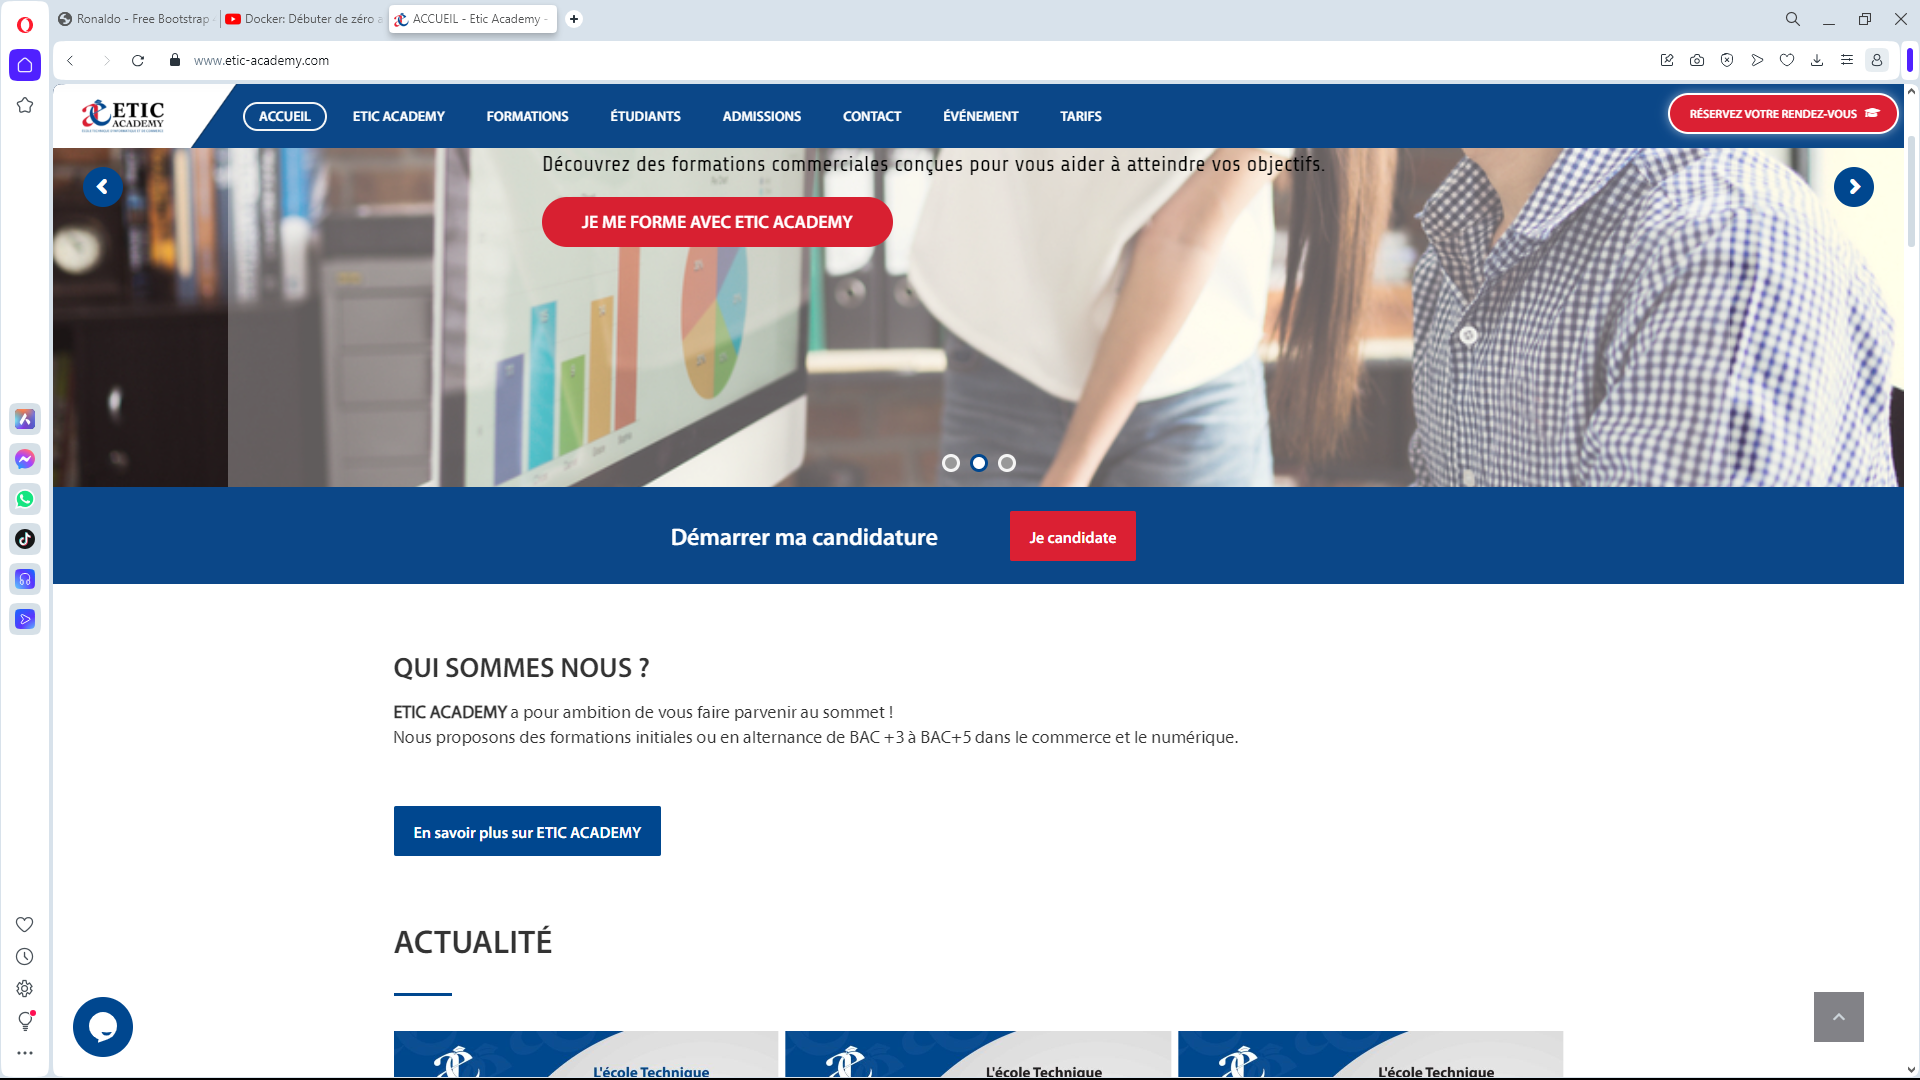 Ronaldo - Free Bootstrap
Docker: Débuter de zéro
ACCUEIL - Etic Academy -
www.etic-academy.com
ETIC
ACADEMY
ACCUEIL
ETIC ACADEMY
FORMATIONS
ÉTUDIANTS
ADMISSIONS
CONTACT
ÉVÉNEMENT
TARIFS
RÉSERVEZ VOTRE RENDEZ-VOUS
Découvrez des formations commerciales conçues pour vous aider à atteindre vos objectifs.
JE ME FORME AVEC ETIC ACADEMY
Démarrer ma candidature
Je candidate
QUI SOMMES NOUS ?
ETIC ACADEMY a pour ambition de vous faire parvenir au sommet !
Nous proposons des formations initiales ou en alternance de BAC +3 à BAC+5 dans le commerce et le numérique.
En savoir plus sur ETIC ACADEMY
ACTUALITÉ
L'école Technique
L'école Technique
L'école Technique